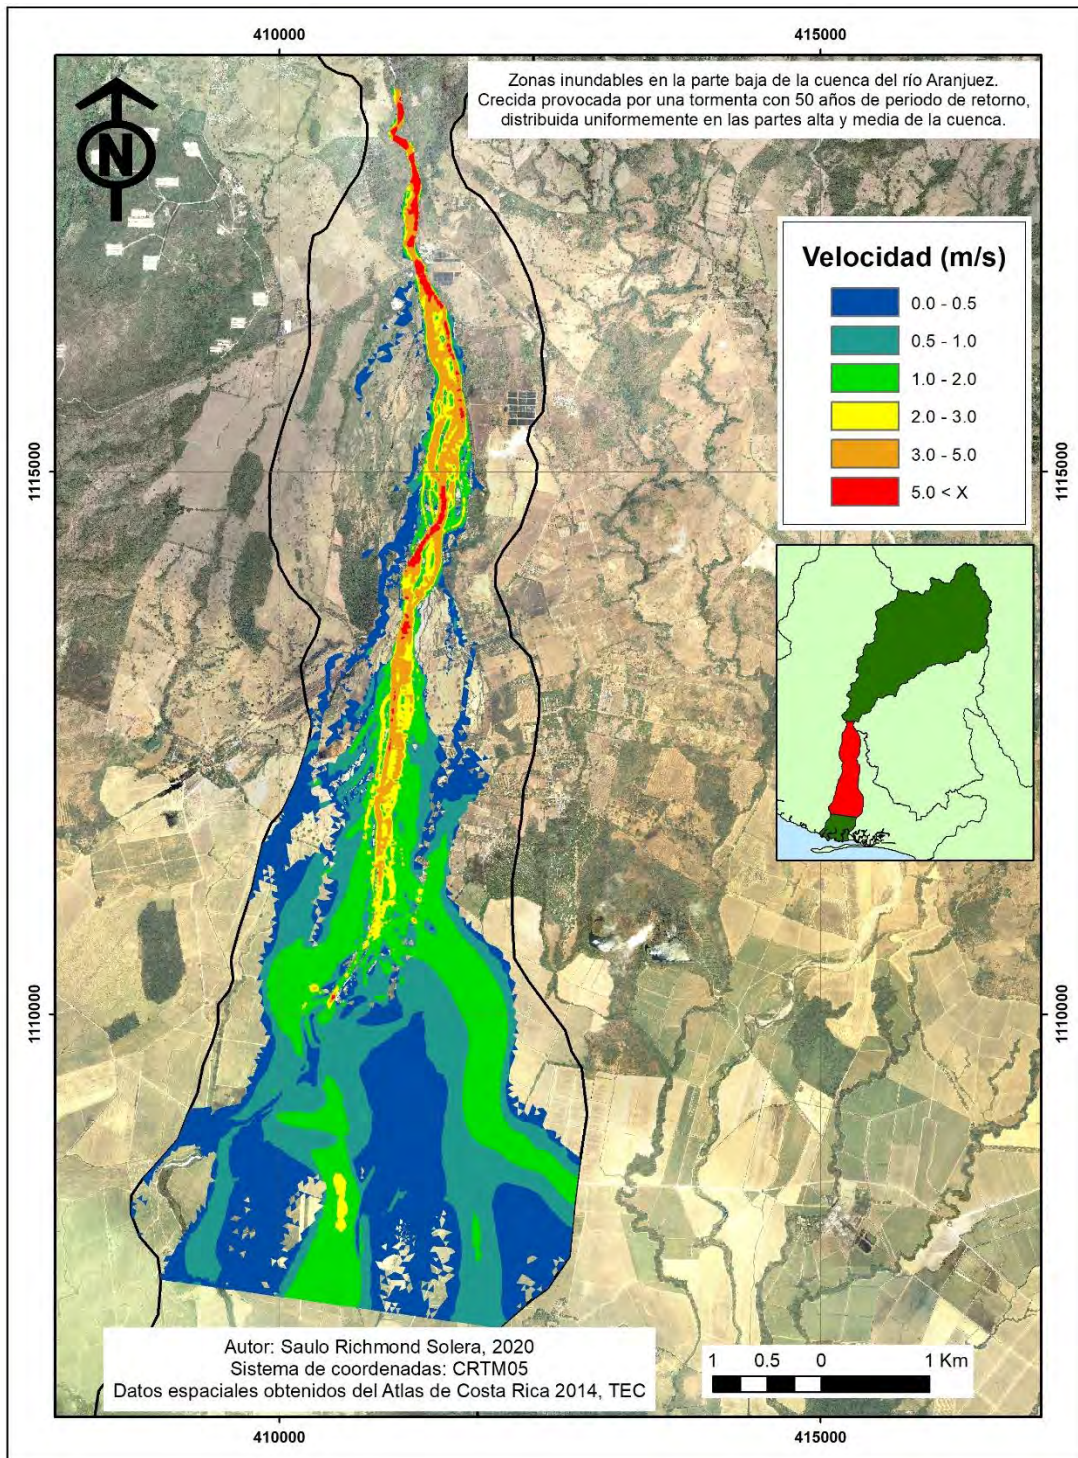 410000
415000
Zonas inundables en la parte baja de la cuenca del río Aranjuez.
Crecida provocada por una tormenta con 50 años de periodo de retorno,
distribuida uniformemente en las partes alta y media de la cuenca.
N
Velocidad (m/s)
0.0 - 0.5
0.5 - 1.0
1.0 - 2.0
2.0 - 3.0
3.0 - 5.0
5.0 < X
1115000
1115000
1110000
1110000
Autor: Saulo Richmond Solera, 2020
Sistema de coordenadas: CRTM05
Datos espaciales obtenidos del Atlas de Costa Rica 2014, TEC
1 0.5 0 1 Km
410000
415000